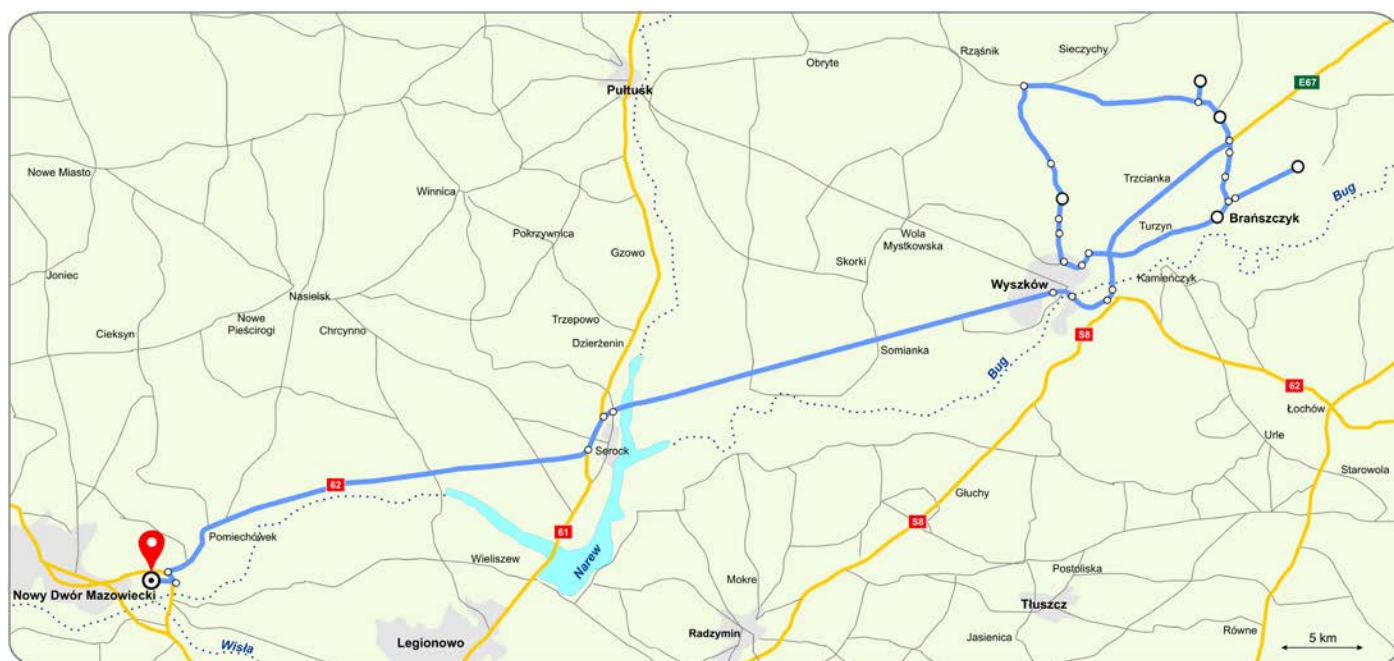 Sieczychy
Rząśnik
Obryte
E67
Pułtusk
Nowe Miasto
Trzcianka
Winnica
Bug
Brańszczyk
Turzyn
Pokrzywnica
Wola
Mystkowska
Gzowo
Skorki
Joniec
Kamieńczyk
Wyszków
Nasielsk
Nowe
Pieścirogi
Trzepowo
Cieksyn
Chrcynno
S8
Dzierżenin
Somianka
Bug
62
Łochów
Urle
Serock
Starowola
62
Głuchy
S8
61
Pomiechówek
Wieliszew
Narew
Postoliska
Mokre
Nowy Dwór Mazowiecki
Tłuszcz
Równe
Radzymin
Jasienica
5 km
Legionowo
Wisła